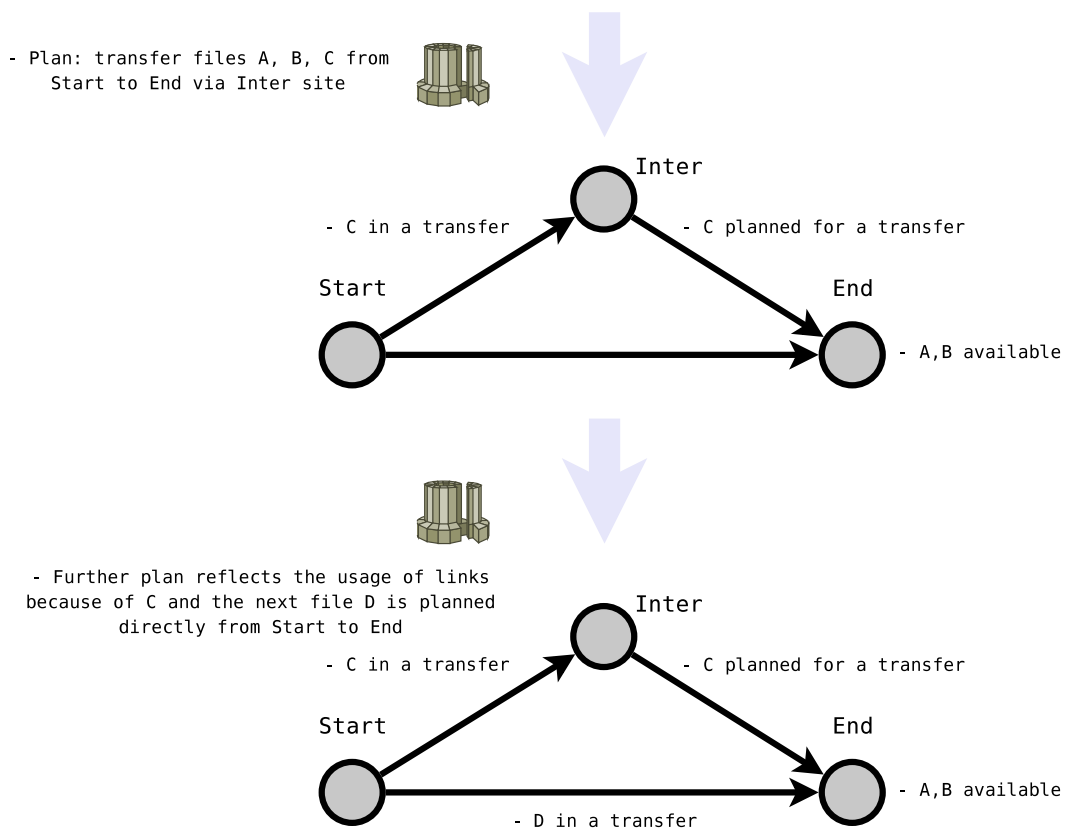 - Plan: transfer files A, B, C from
Start to End via Inter site
Inter
- C in a transfer
- C planned for a transfer
Start
End
- A,B available
- Further plan reflects the usage of links
because of C and the next file D is planned
directly from Start to End
Inter
- C in a transfer
- C planned for a transfer
Start
End
- A,B available
- D in a transfer